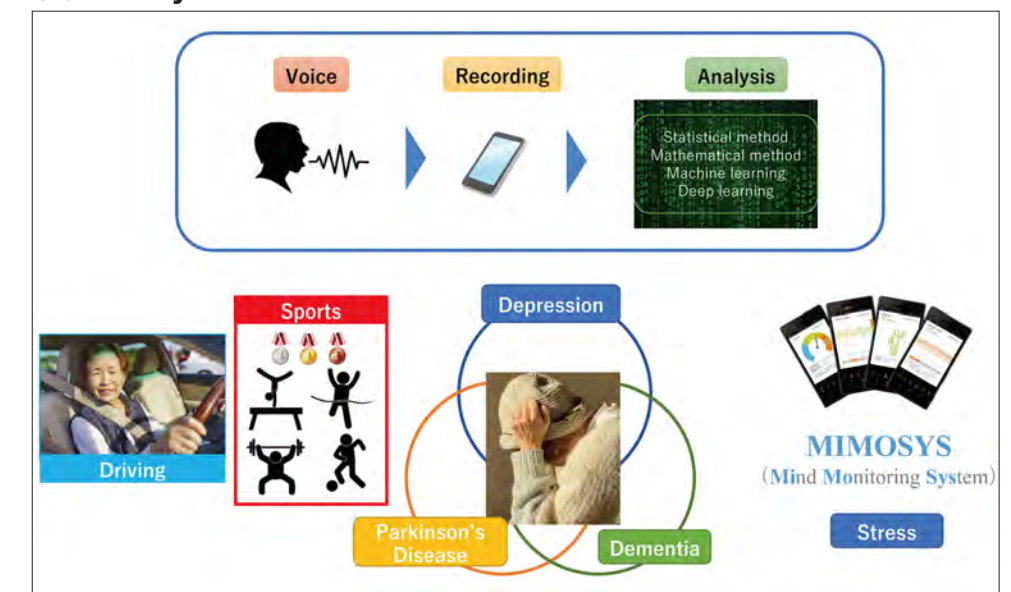 Voice
Recording
Analysis
Statistical method
Mathematical method
Machine learning
Deep learning
Sports
Depression
Driving
MIMOSYS
(Mind Monitoring System)
Parkinson's
Disease
Dementia
Stress